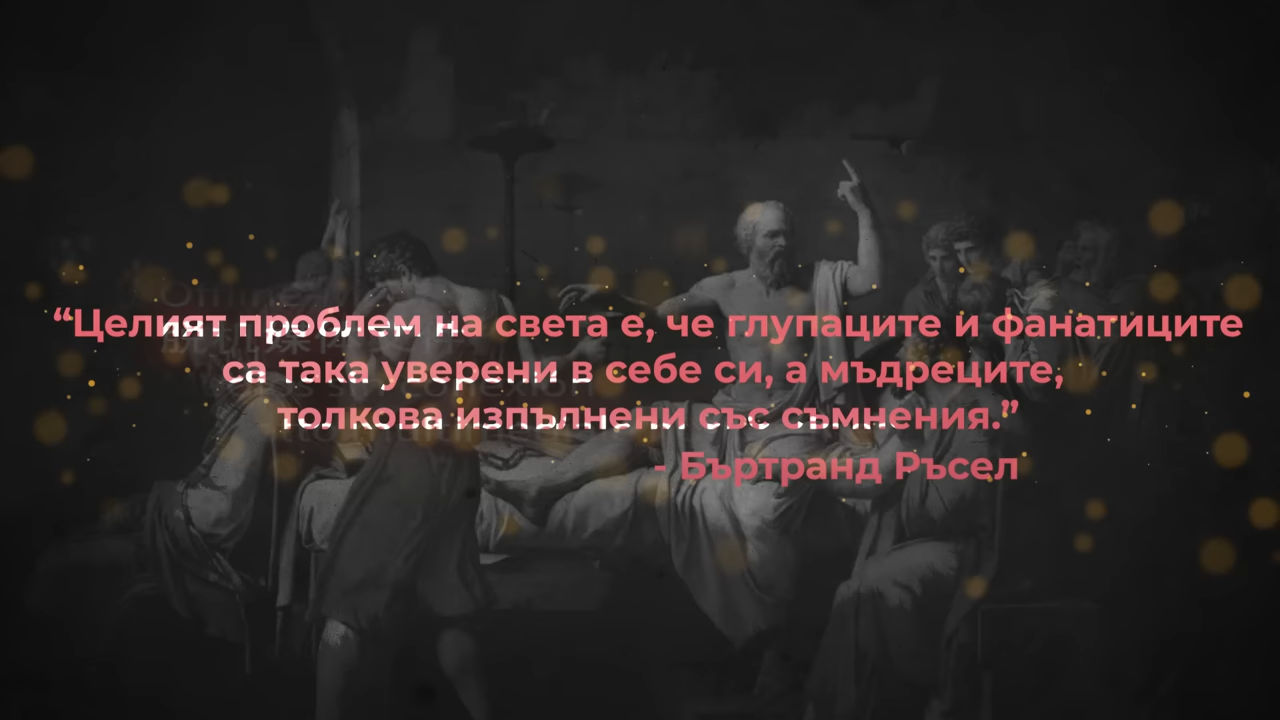 “Целият проблем на света е, че глупаците и фанатиците
са така уверени в себе си, а мъдреците,
толкова изпълнени със съмнения.”
- Бъртранд Ръсел